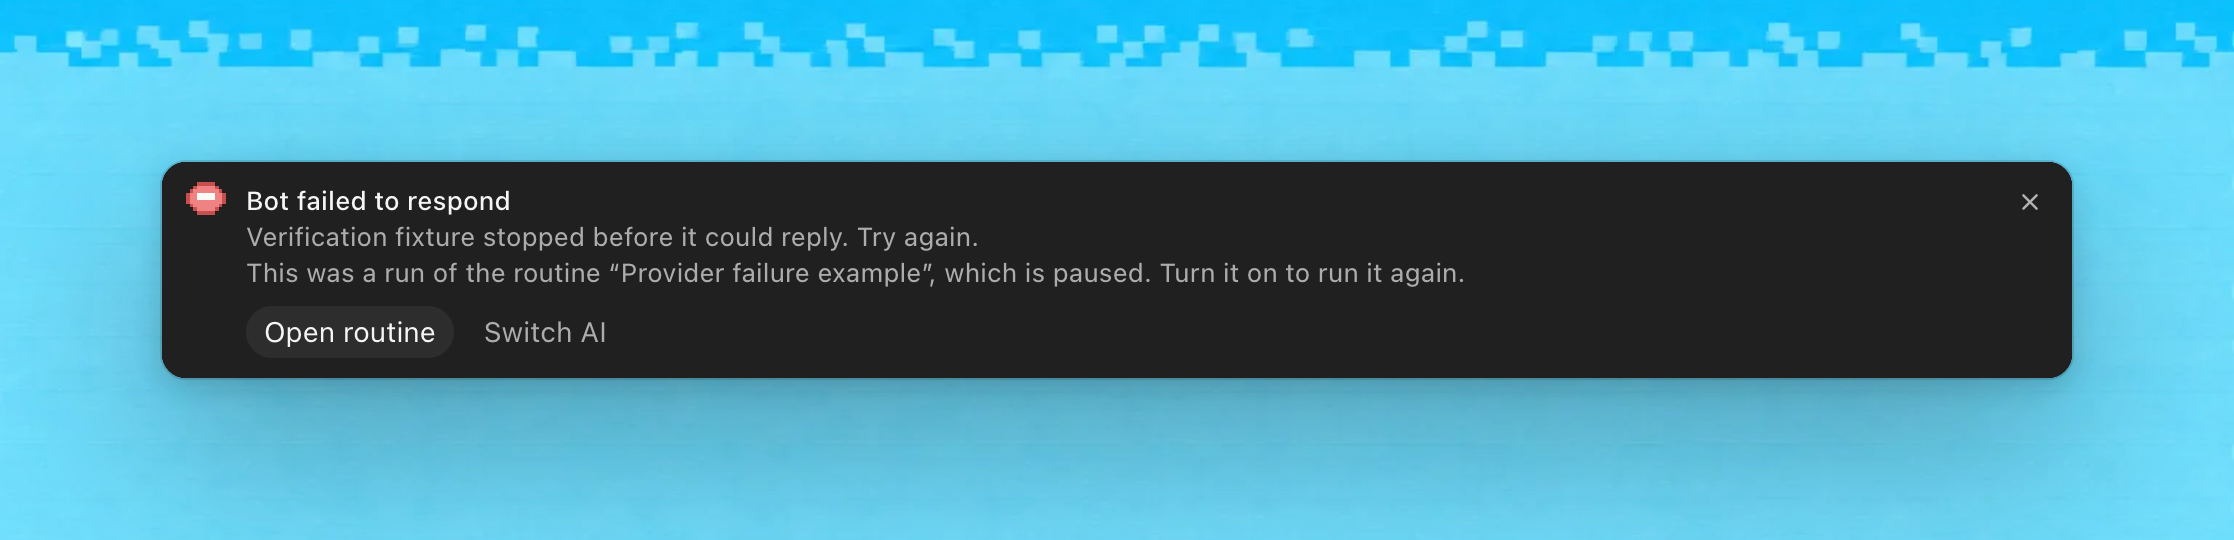 Bot failed to respond
Verification fixture stopped before it could reply. Try again.
This was a run of the routine “Provider failure example”, which is paused. Turn it on to run it again.
Open routine
Switch AI